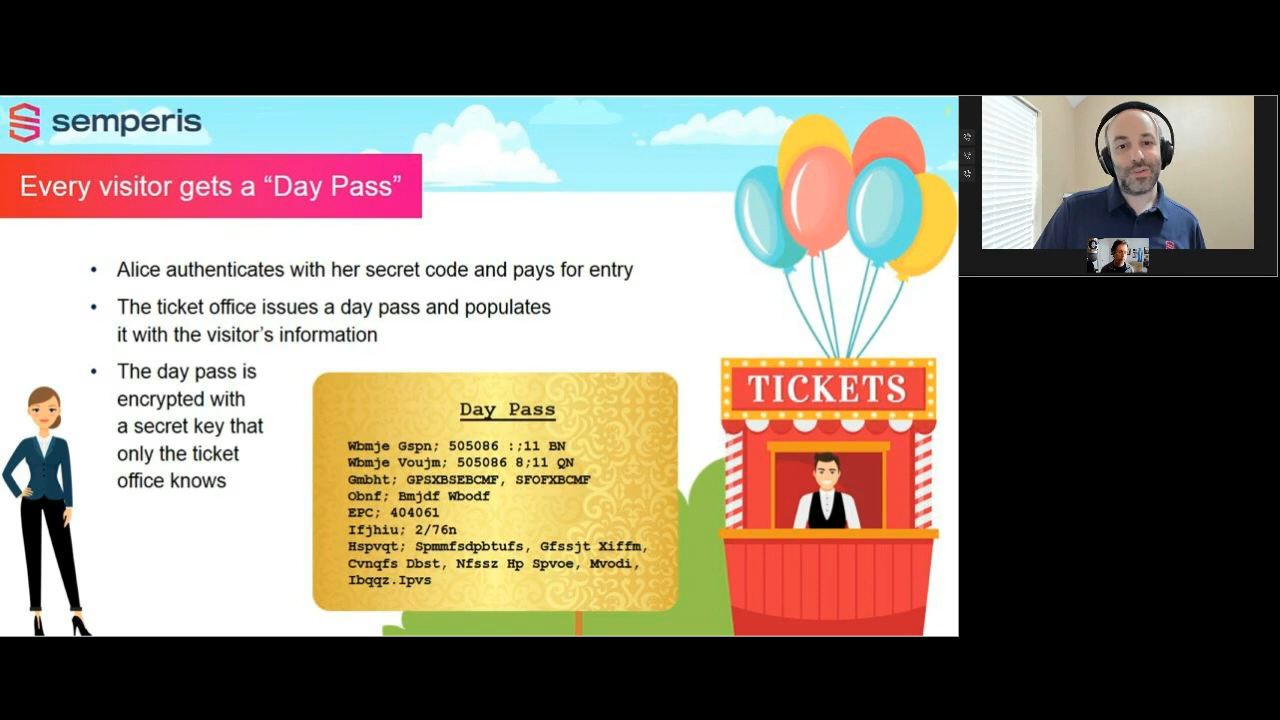 semperis
Every visitor gets a “Day Pass”
• Alice authenticates with her secret code and pays for entry
• The ticket office issues a day pass and populates
it with the visitor’s information
• The day pass is
encrypted with
a secret key that
only the ticket
office knows
Day Pass
Wbmje Gspn; 505086 :;11 BN
Wbmje Voujm; 505086 8;11 QN
Gmbht; GPSXBSEBCMF, SFOFXBCMF
Obnf; Bmjdf Wbodf
EPC; 404061
Ifjhiu; 2/76n
Hspvqt; Spmmfsdpbtufs, Gfssjt Xiffm,
Cvnqfs Dbst, Nfssz Hp Spvoe, Mvodi,
Ibqqz.Ipvs
TICKETS